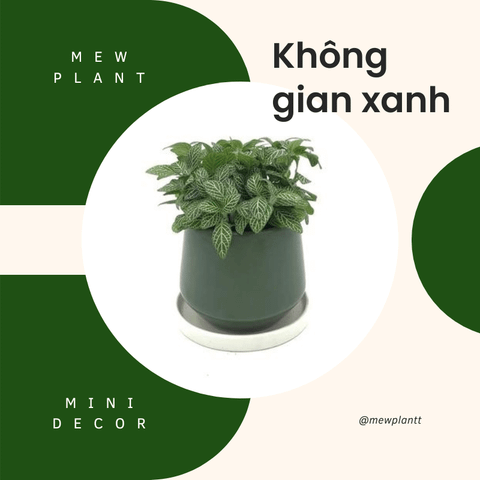 MEW
PLANT
Không
gian xanh
MINI
DECOR
@mewplantt